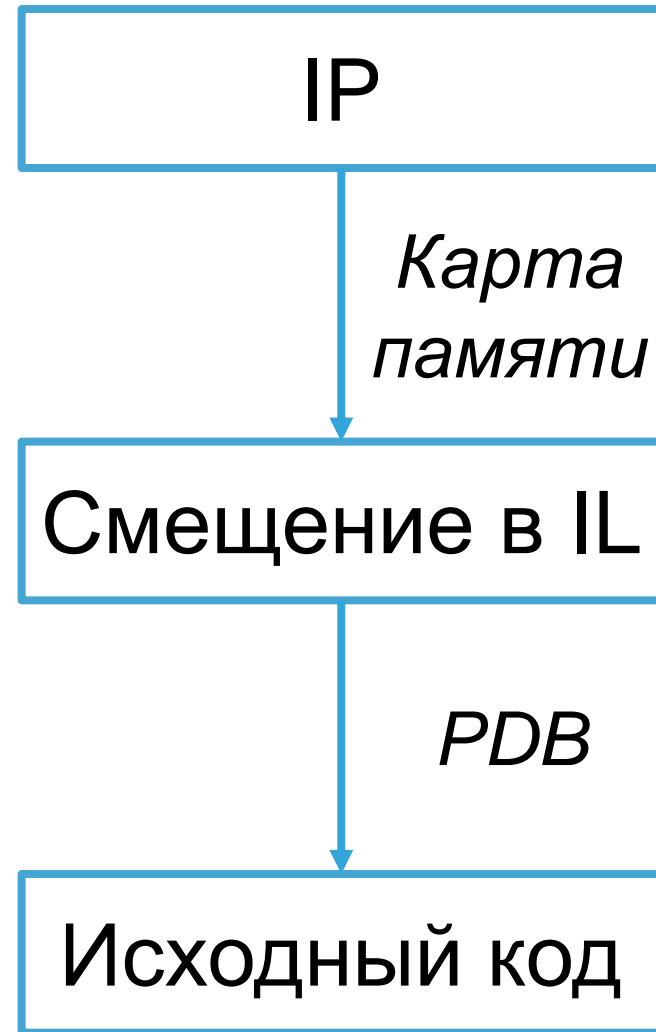 IP
Карта
памяти
Смещение в IL
PDB
Исходный код